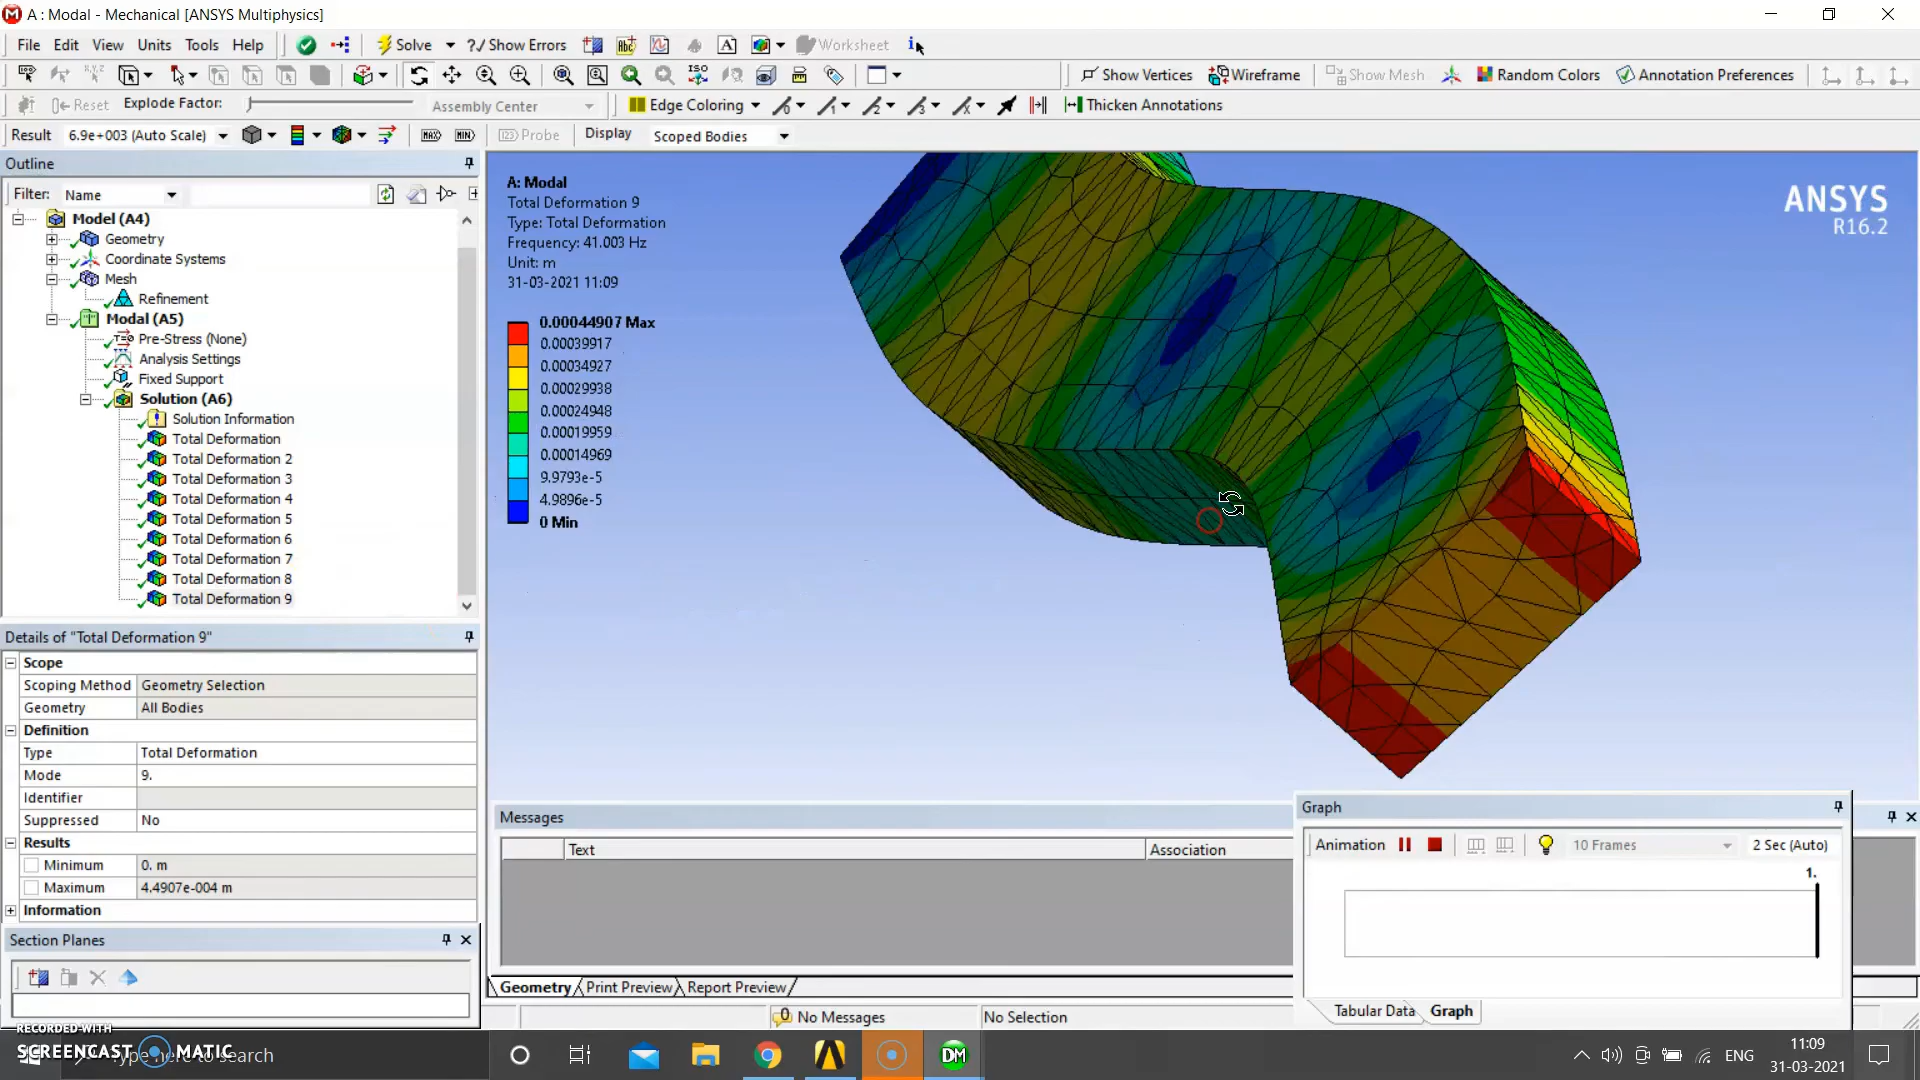 A : Modal - Mechanical [ANSYS Multiphysics]
File Edit View Units Tools Help Solve ?/ Show Errors Worksheet
Show Vertices Wireframe Show Mesh Random Colors Annotation Preferences
Reset Explode Factor: Assembly Center Edge Coloring Thicken Annotations
Result 6.9e+003 (Auto Scale) MAX MIN Probe Display Scoped Bodies
Outline
Filter: Name
Model (A4)
Geometry
Coordinate Systems
Mesh
Refinement
Modal (A5)
Pre-Stress (None)
Analysis Settings
Fixed Support
Solution (A6)
Solution Information
Total Deformation
Total Deformation 2
Total Deformation 3
Total Deformation 4
Total Deformation 5
Total Deformation 6
Total Deformation 7
Total Deformation 8
Total Deformation 9
Details of "Total Deformation 9"
Scope
Scoping Method Geometry Selection
Geometry All Bodies
Definition
Type Total Deformation
Mode 9.
Identifier
Suppressed No
Results
Minimum 0. m
Maximum 4.4907e-004 m
Information
Section Planes
A: Modal
Total Deformation 9
Type: Total Deformation
Frequency: 41.003 Hz
Unit: m
31-03-2021 11:09
0.00044907 Max
0.00039917
0.00034927
0.00029938
0.00024948
0.00019959
0.00014969
9.9793e-5
4.9896e-5
0 Min
ANSYS
R16.2
Messages
Text Association
Graph
Animation 10 Frames 2 Sec (Auto)
1.
Tabular Data Graph
Geometry Print Preview Report Preview
No Messages No Selection
RECORDED WITH
SCREENCAST MATIC
Type here to search
DM
ENG
11:09
31-03-2021